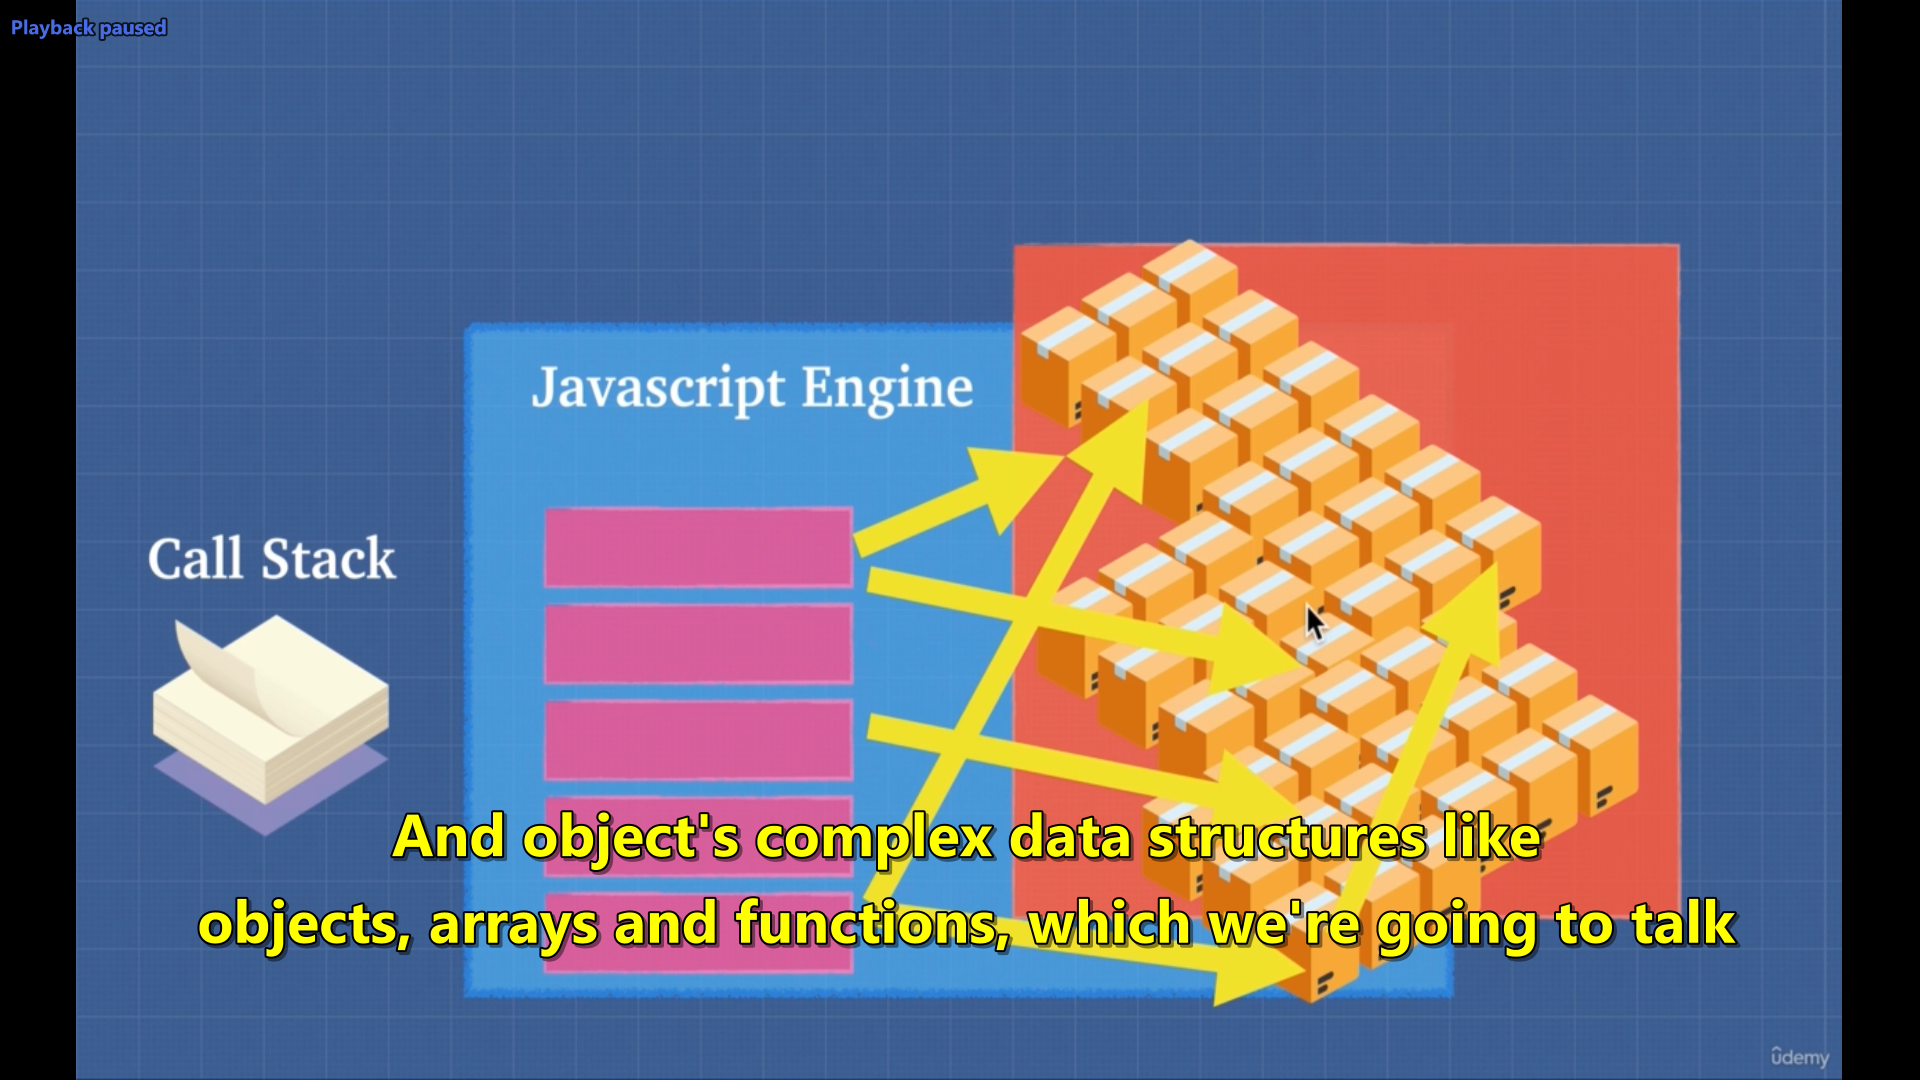 Playback paused
Javascript Engine
Call Stack
And object's complex data structures like
objects, arrays and functions, which we're going to talk
ûdemy